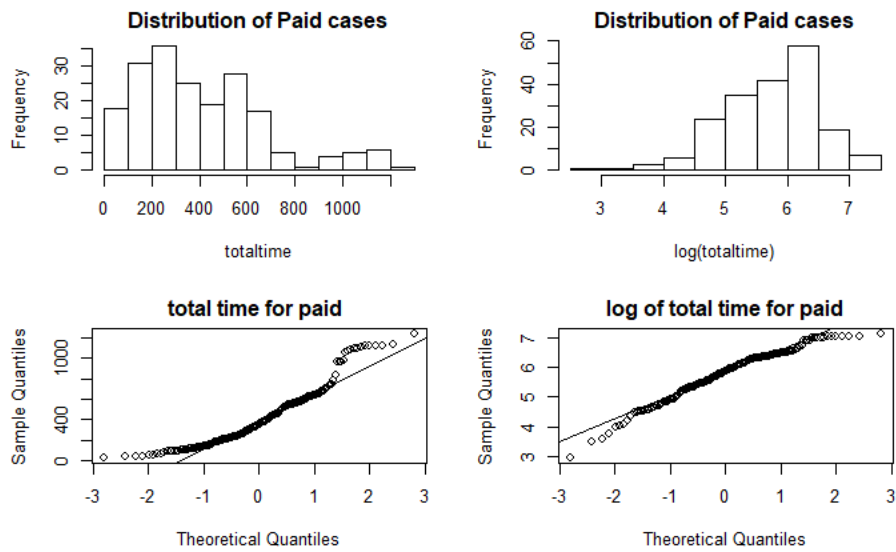 Distribution of Paid cases
Frequency
0 10 20 30
0 200 400 600 800 1000
totaltime
Distribution of Paid cases
Frequency
0 20 40 60
3 4 5 6 7
log(totaltime)
total time for paid
Sample Quantiles
0 400 1000
-3 -2 -1 0 1 2 3
Theoretical Quantiles
log of total time for paid
Sample Quantiles
3 4 5 6 7
-3 -2 -1 0 1 2 3
Theoretical Quantiles